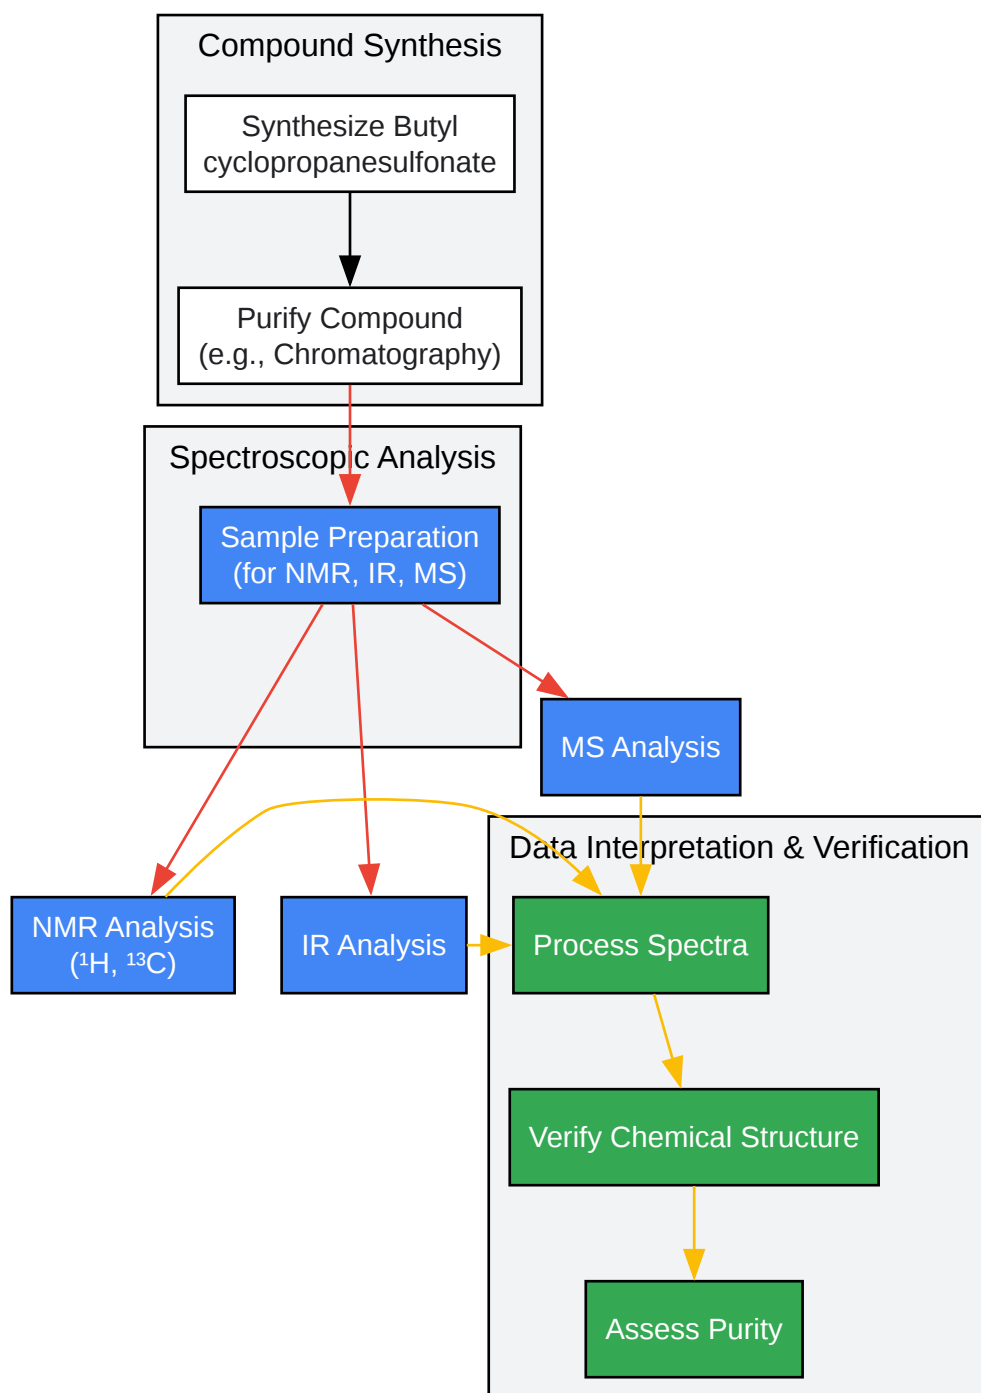 Compound Synthesis
Synthesize Butyl
cyclopropanesulfonate
Purify Compound
(e.g., Chromatography)
Spectroscopic Analysis
Sample Preparation
(for NMR, IR, MS)
MS Analysis
Data Interpretation & Verification
NMR Analysis
(¹H, ¹³C)
IR Analysis
Process Spectra
Verify Chemical Structure
Assess Purity